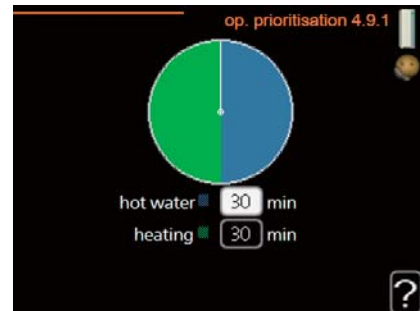 op. prioritisation 4.9.1
hot water 30 min
heating 30 min
?